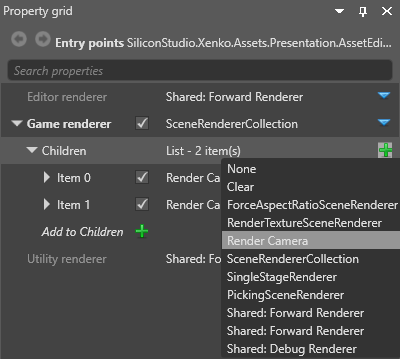 Property grid
Entry points SiliconStudio.Xenko.Assets.Presentation.AssetEdi...
Search properties
Editor renderer Shared: Forward Renderer
Game renderer SceneRendererCollection
Children List - 2 item(s)
None
Item 0 Render Ca
Clear
ForceAspectRatioSceneRenderer
Item 1 Render Ca
RenderTextureSceneRenderer
Add to Children
Render Camera
Utility renderer Shared: Fo
SceneRendererCollection
SingleStageRenderer
PickingSceneRenderer
Shared: Forward Renderer
Shared: Forward Renderer
Shared: Debug Renderer